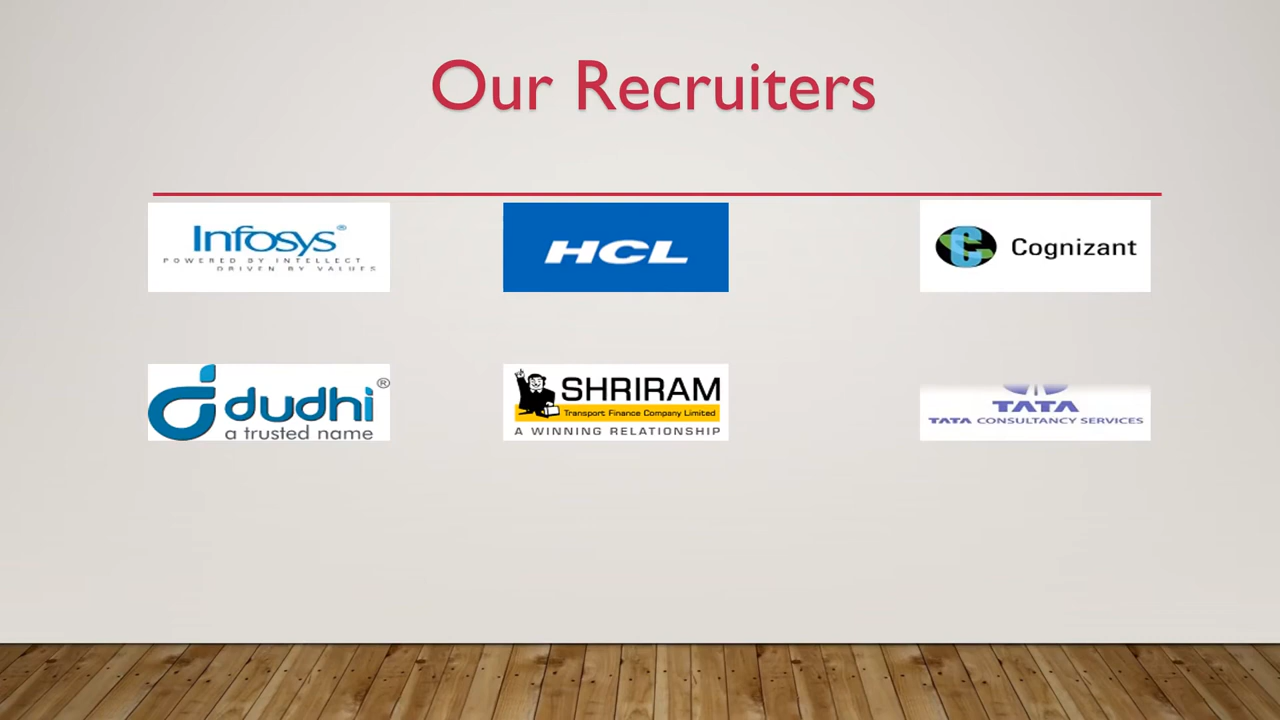 Our Recruiters
Infosys®
POWERED BY INTELLECT
DRIVEN BY VALUES
HCL
Cognizant
dudhi®
a trusted name
SHRIRAM
Transport Finance Company Limited
A WINNING RELATIONSHIP
TATA
TATA CONSULTANCY SERVICES